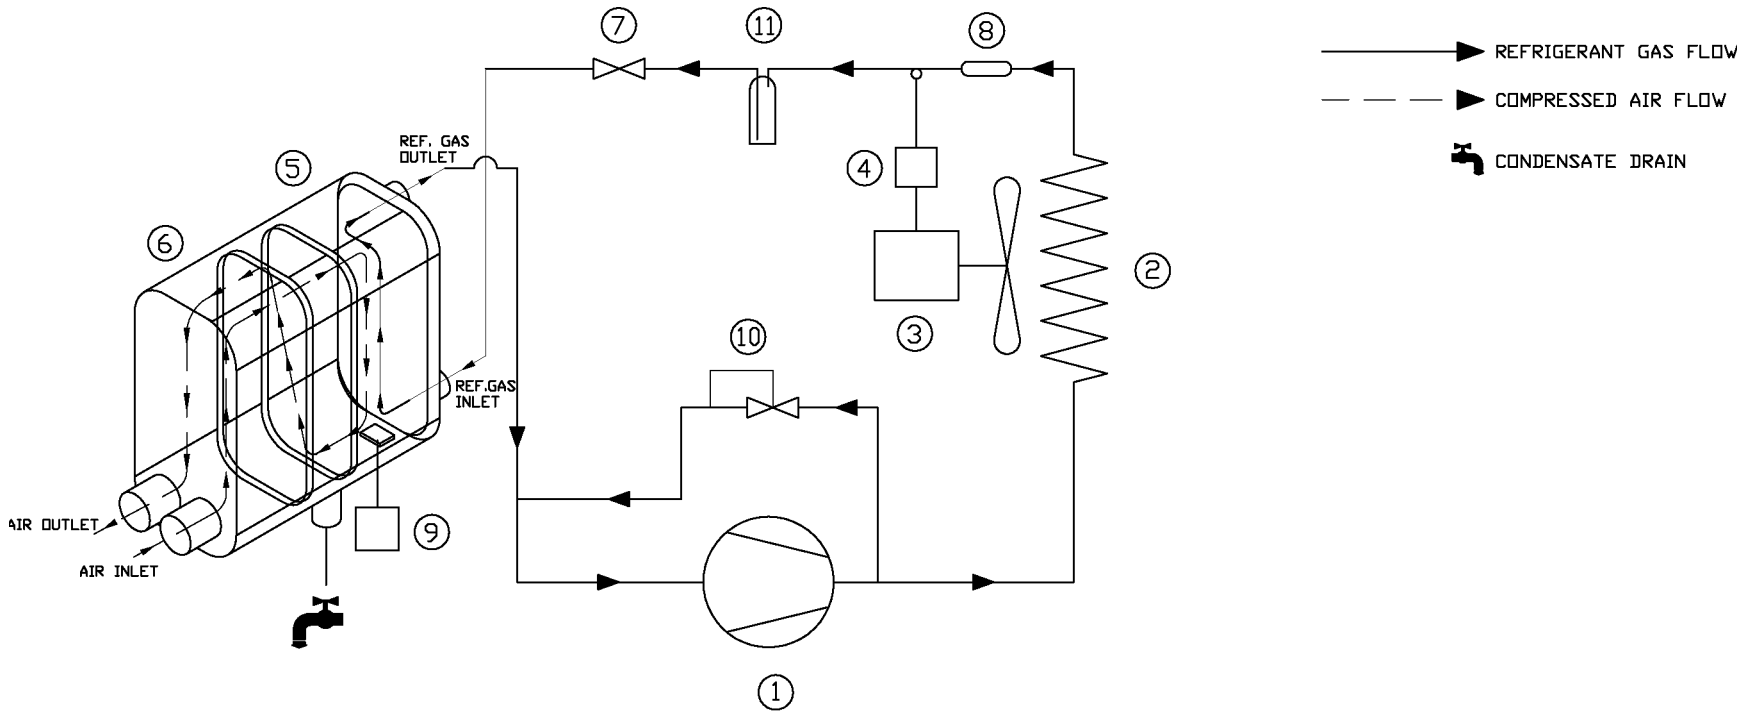 7
11
8
REFRIGERANT GAS FLOW
COMPRESSED AIR FLOW
CONDENSATE DRAIN
REF. GAS
OUTLET
5
4
6
2
3
10
REF.GAS
INLET
9
AIR OUTLET
AIR INLET
1